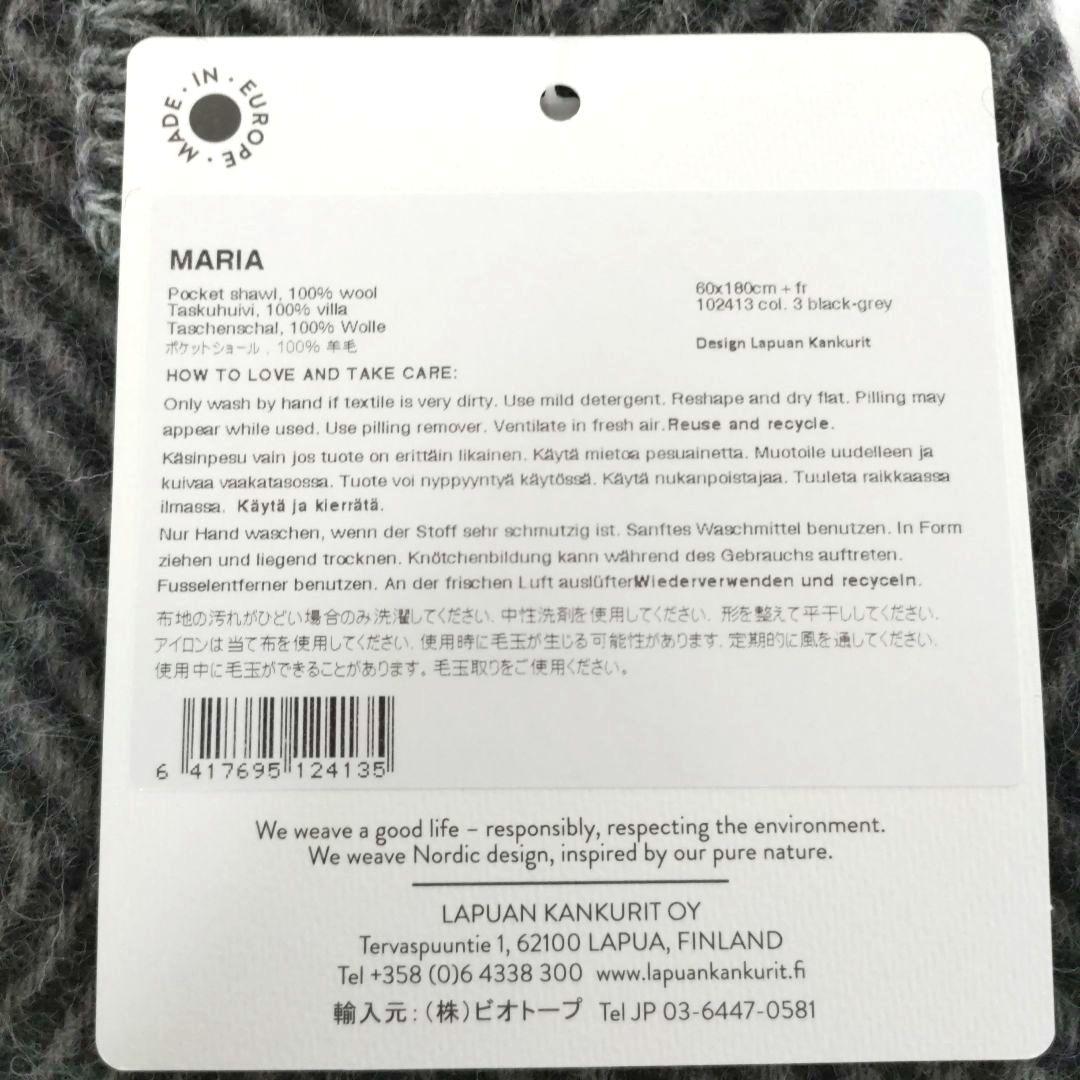 MADE · IN · EUROPE ·
MARIA
Pocket shawl, 100% wool
Taskuhuivi, 100% villa
Taschenschal, 100% Wolle
ポケットショール , 100% 羊毛
60x180cm + fr
102413 col. 3 black-grey
Design Lapuan Kankurit
HOW TO LOVE AND TAKE CARE:
Only wash by hand if textile is very dirty. Use mild detergent. Reshape and dry flat. Pilling may
appear while used. Use pilling remover. Ventilate in fresh air.Reuse and recycle.
Käsinpesu vain jos tuote on erittäin likainen. Käytä mietoa pesuainetta. Muotoile uudelleen ja
kuivaa vaakatasossa. Tuote voi nyppyyntyä käytössä. Käytä nukanpoistajaa. Tuuleta raikkaassa
ilmassa. Käytä ja kierrätä.
Nur Hand waschen, wenn der Stoff sehr schmutzig ist. Sanftes Waschmittel benutzen. In Form
ziehen und liegend trocknen. Knötchenbildung kann während des Gebrauchs auftreten.
Fusselentferner benutzen. An der frischen Luft auslüfterWiederverwenden und recyceln.
布地の汚れがひどい場合のみ洗濯してください. 中性洗剤を使用してください. 形を整えて平干ししてください.
アイロンは当て布を使用してください. 使用時に毛玉が生じる可能性があります. 定期的に風を通してください.
使用中に毛玉ができることがあります。毛玉取りをご使用ください。
6 417695 124135
We weave a good life – responsibly, respecting the environment.
We weave Nordic design, inspired by our pure nature.
LAPUAN KANKURIT OY
Tervaspuuntie 1, 62100 LAPUA, FINLAND
Tel +358 (0)6 4338 300 www.lapuankankurit.fi
輸入元:(株)ビオトープ Tel JP 03-6447-0581